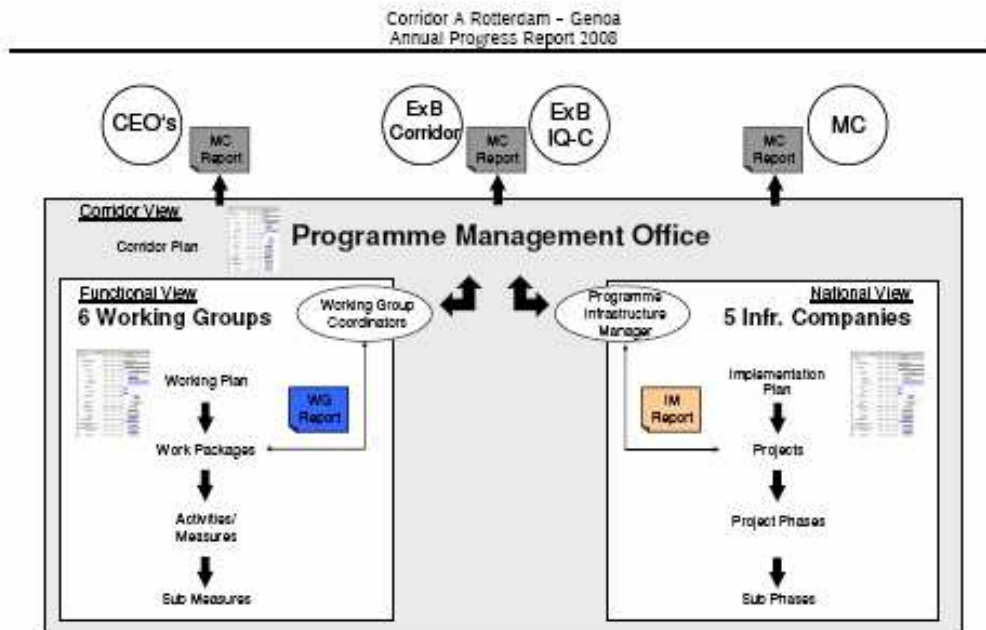 Corridor A Rotterdam – Genoa
Annual Progress Report 2008
CEO's
MC
Report
ExB
Corridor
MC
Report
ExB
IQ-C
MC
Report
MC
Corridor View
Corridor Plan
Programme Management Office
Functional View
6 Working Groups
Working Group
Coordinators
Working Plan
WG
Report
Work Packages
Activities/
Measures
Sub Measures
Programme
Infrastructure
Manager
National View
5 Infr. Companies
Implementation
Plan
IM
Report
Projects
Project Phases
Sub Phases